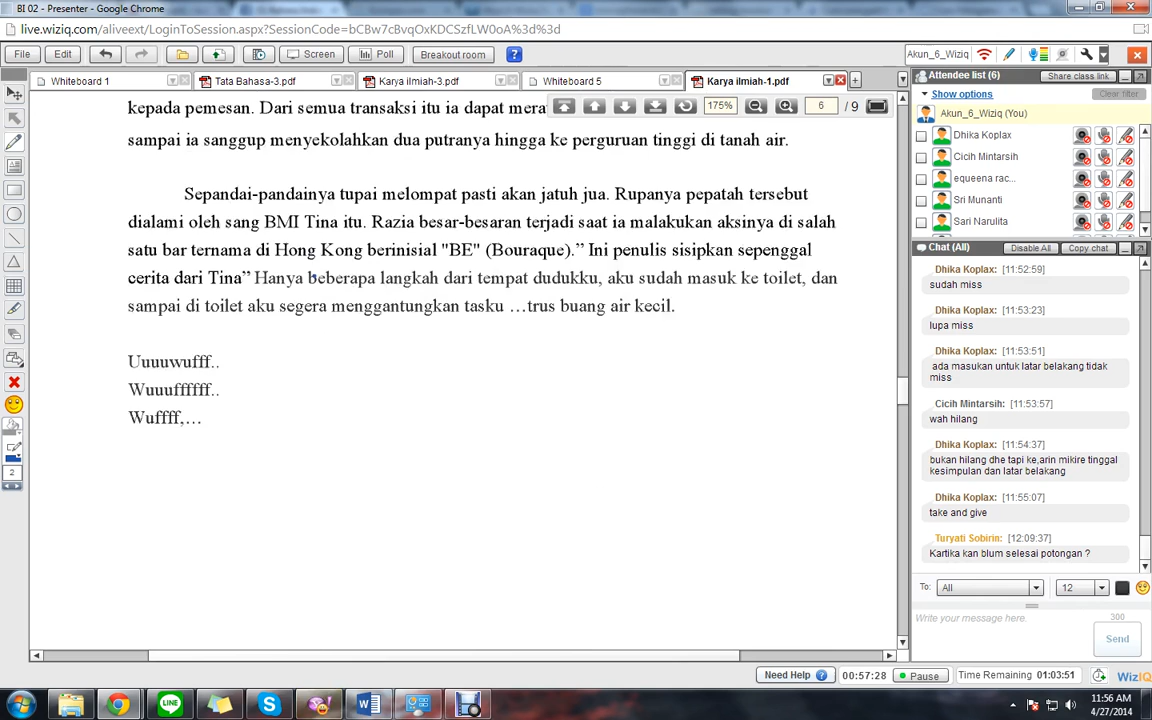 BI 02 - Presenter - Google Chrome
live.wiziq.com/aliveext/LoginToSession.aspx?SessionCode=bCBw7cBvqOxKDCSzfLW0oA%3d%3d
File Edit Screen Poll Breakout room ? Akun_6_Wiziq
Whiteboard 1 Tata Bahasa-3.pdf Karya ilmiah-3.pdf Whiteboard 5 Karya ilmiah-1.pdf
175% 6 / 9
kepada pemesan. Dari semua transaksi itu ia dapat mera
sampai ia sanggup menyekolahkan dua putranya hingga ke perguruan tinggi di tanah air.
Sepandai-pandainya tupai melompat pasti akan jatuh jua. Rupanya pepatah tersebut
dialami oleh sang BMI Tina itu. Razia besar-besaran terjadi saat ia malakukan aksinya di salah
satu bar ternama di Hong Kong berinisial "BE" (Bouraque).” Ini penulis sisipkan sepenggal
cerita dari Tina” Hanya beberapa langkah dari tempat dudukku, aku sudah masuk ke toilet, dan
sampai di toilet aku segera menggantungkan tasku …trus buang air kecil.
Uuuuwufff..
Wuuuffffff..
Wuffff,…
2
Attendee list (6) Share class link
Show options Clear filter
Akun_6_Wiziq (You)
Dhika Koplax
Cicih Mintarsih
equeena rac...
Sri Munanti
Sari Narulita
Chat (All) Disable All Copy chat
Dhika Koplax: [11:52:59]
sudah miss
Dhika Koplax: [11:53:23]
lupa miss
Dhika Koplax: [11:53:51]
ada masukan untuk latar belakang tidak
miss
Cicih Mintarsih: [11:53:57]
wah hilang
Dhika Koplax: [11:54:37]
bukan hilang dhe tapi ke,arin mikire tinggal
kesimpulan dan latar belakang
Dhika Koplax: [11:55:07]
take and give
Turyati Sobirin: [12:09:37]
Kartika kan blum selesai potongan ?
To: All 12
Write your message here. 300
Send
Need Help ? 00:57:28 Pause Time Remaining 01:03:51 WizIQ
LINE S W
11:56 AM
4/27/2014